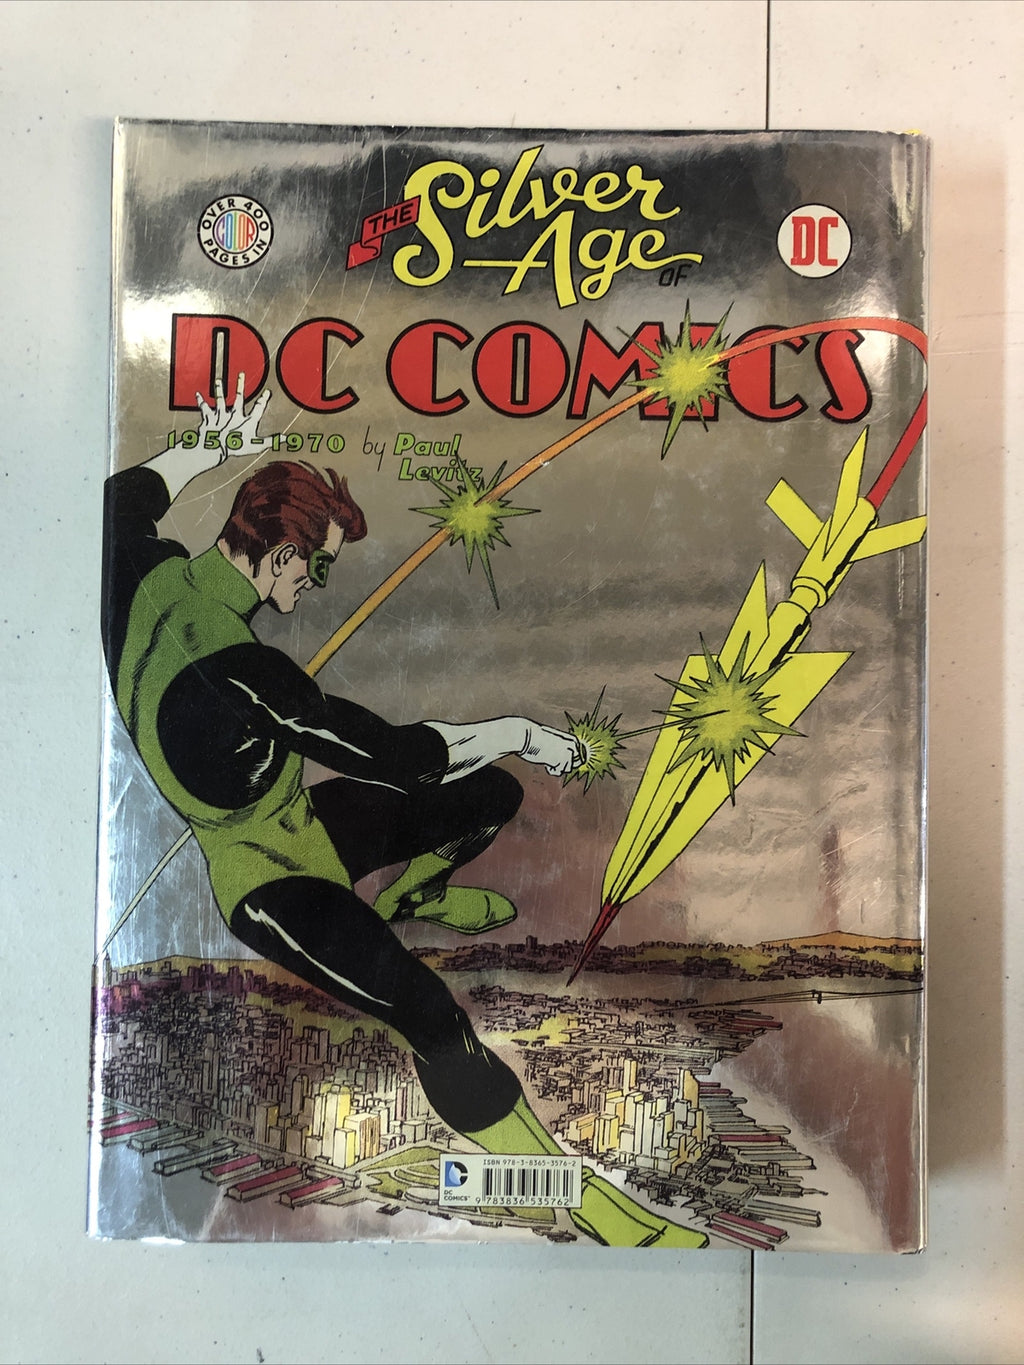 THE Silver Age OF
OVER 400
COLOR
PAGES IN
DC
DC COMICS
1956-1970 by Paul Levitz
ISBN 978-3-8365-3576-2
DC COMICS™
9 783836 535762